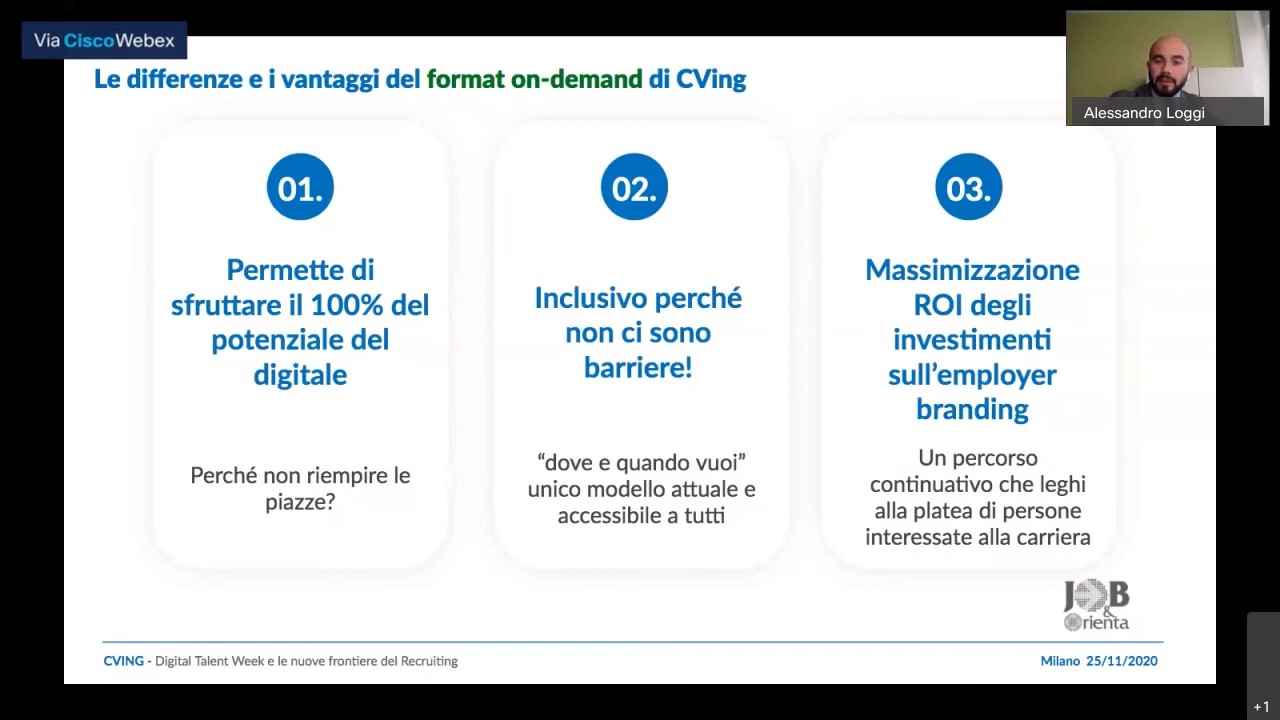 Via CiscoWebex
Le differenze e i vantaggi del format on-demand di CVing
Alessandro Loggi
01.
Permette di
sfruttare il 100% del
potenziale del
digitale
Perché non riempire le
piazze?
02.
Inclusivo perché
non ci sono
barriere!
“dove e quando vuoi”
unico modello attuale e
accessibile a tutti
03.
Massimizzazione
ROI degli
investimenti
sull’employer
branding
Un percorso
continuativo che leghi
alla platea di persone
interessate alla carriera
JOB
&
Orienta
CVING - Digital Talent Week e le nuove frontiere del Recruiting
Milano 25/11/2020
+1